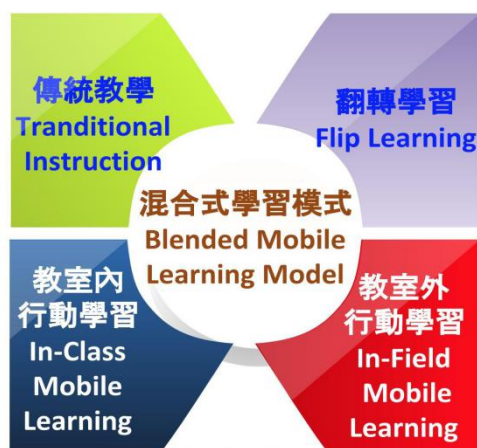 傳統教學
Tranditional
Instruction
翻轉學習
Flip Learning
混合式學習模式
Blended Mobile
Learning Model
教室內
行動學習
In-Class
Mobile
Learning
教室外
行動學習
In-Field
Mobile
Learning